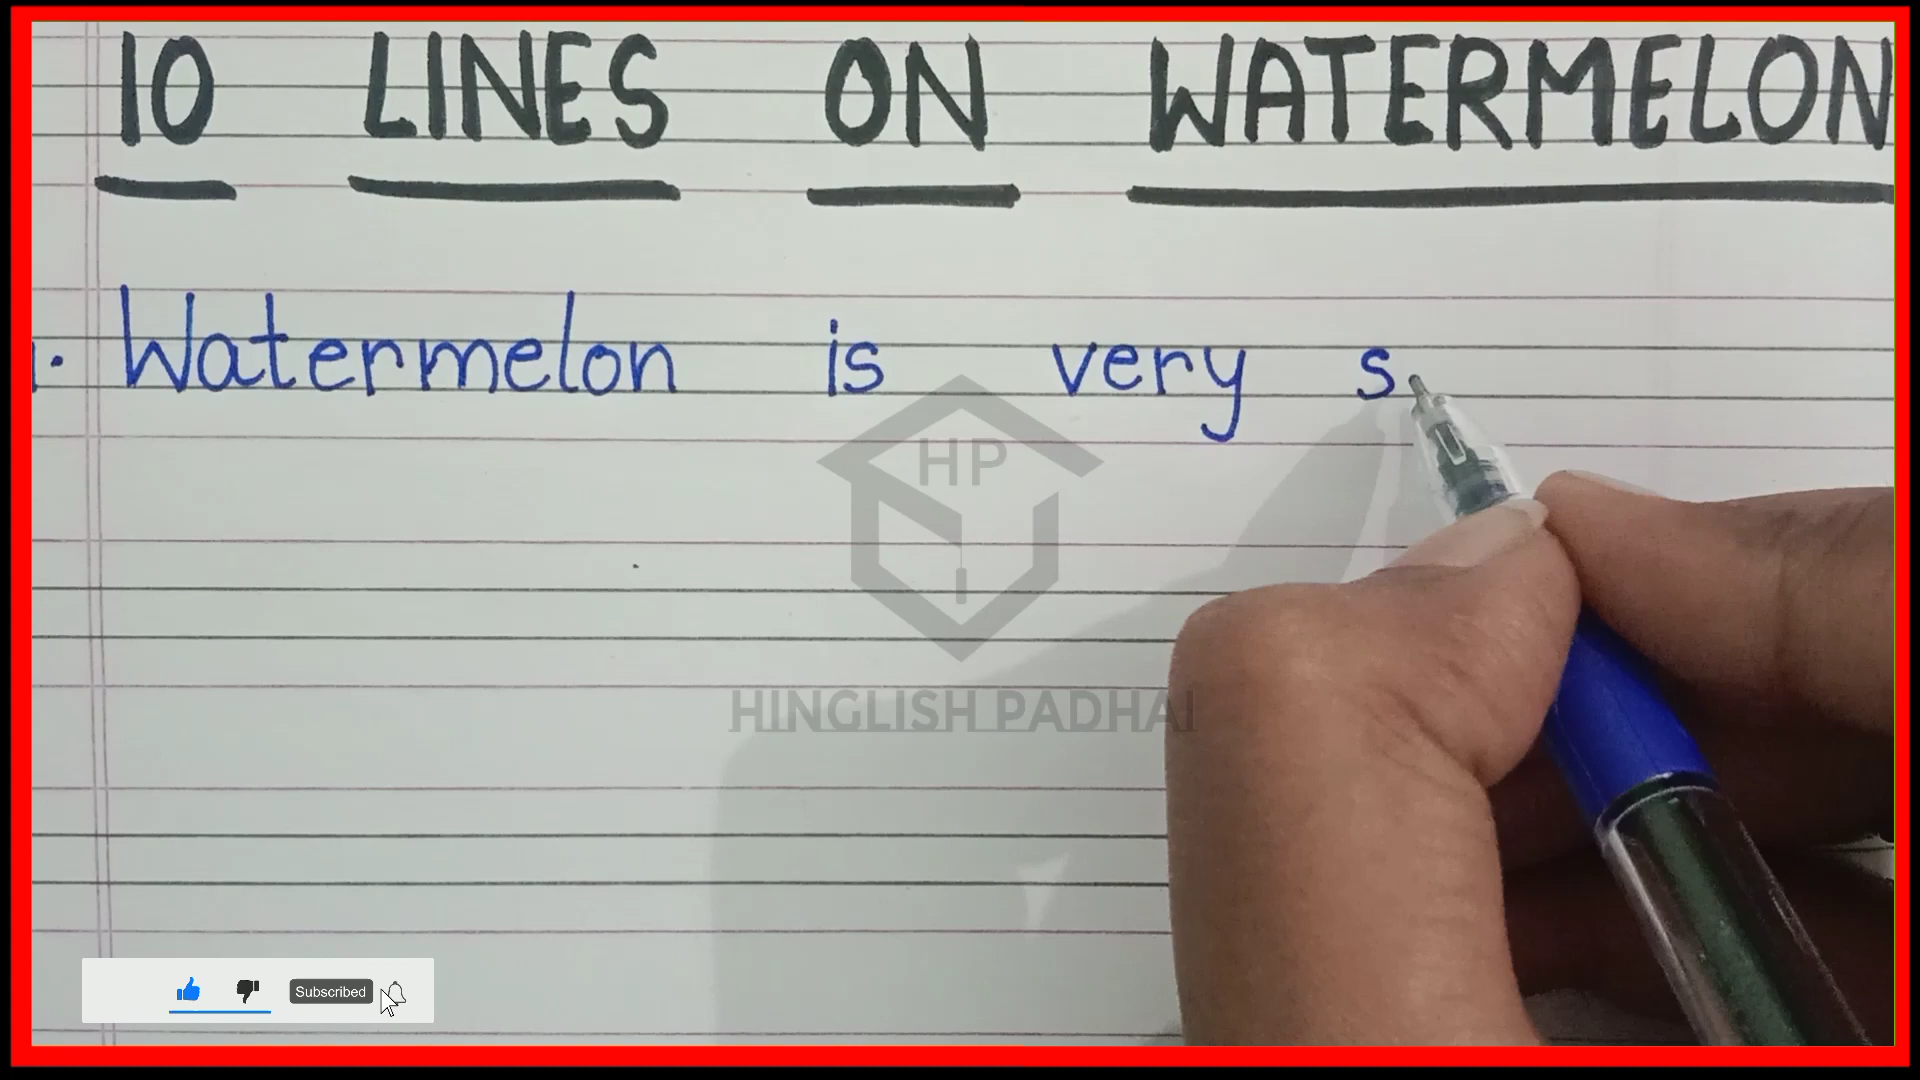 10 LINES ON WATERMELON
1. Watermelon is very s
HP
I
HINGLISH PADHAI
Subscribed